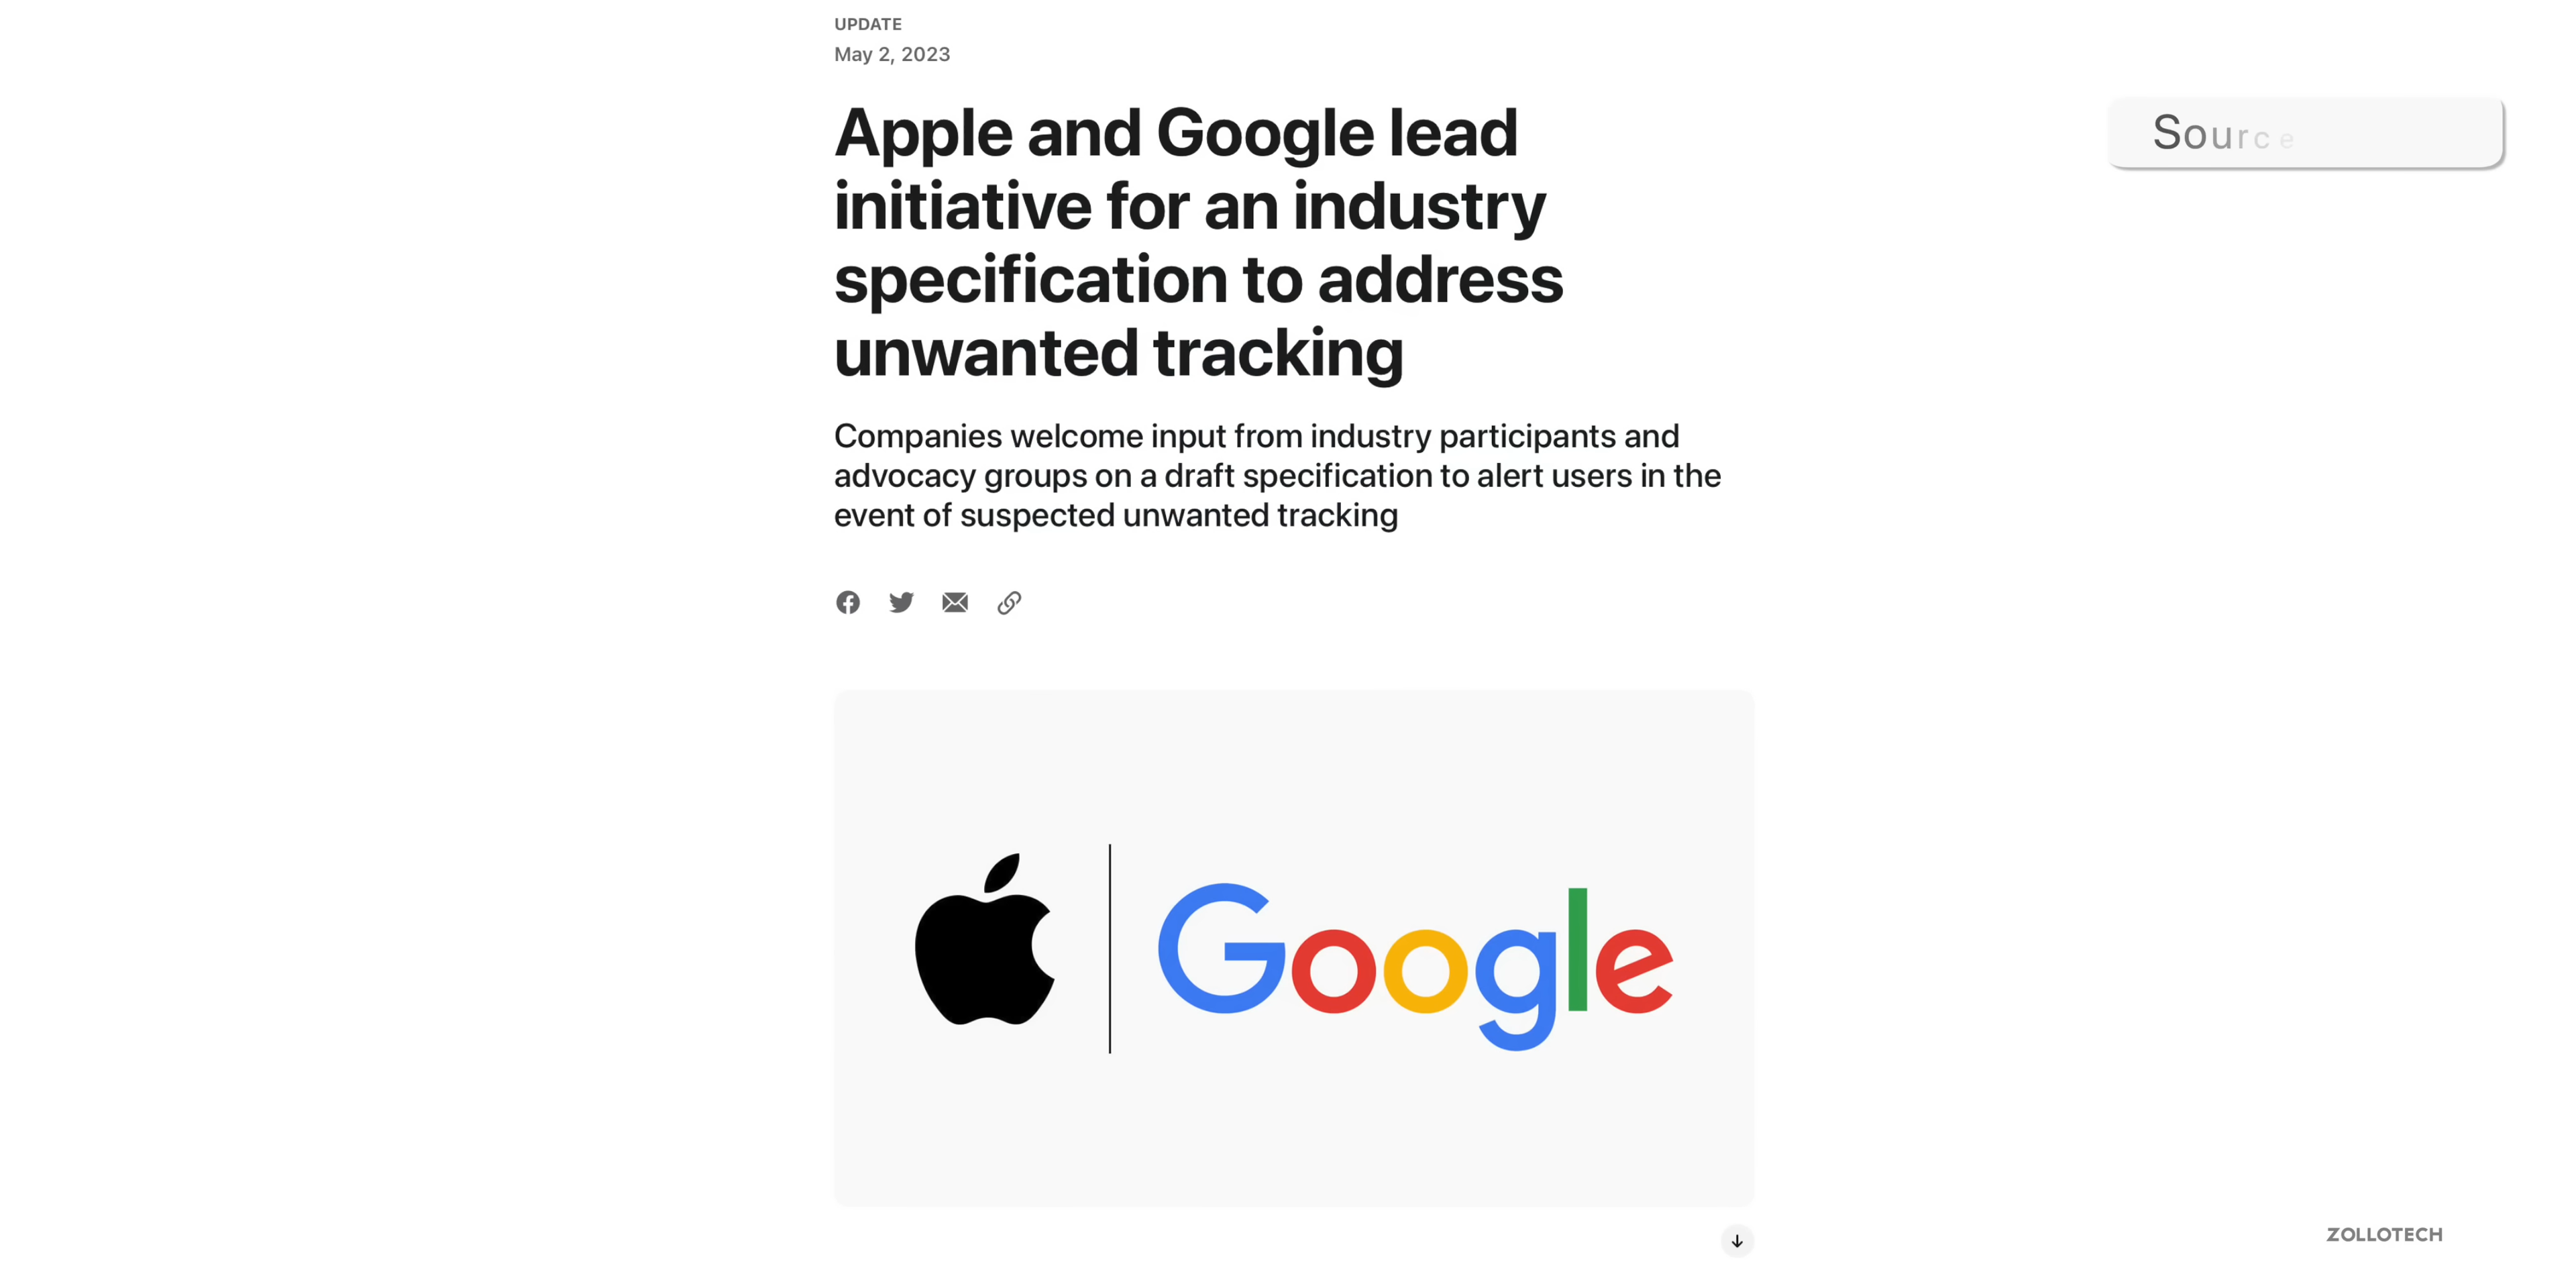 UPDATE
May 2, 2023
Apple and Google lead
initiative for an industry
specification to address
unwanted tracking
Companies welcome input from industry participants and
advocacy groups on a draft specification to alert users in the
event of suspected unwanted tracking
Source
Google
ZOLLOTECH